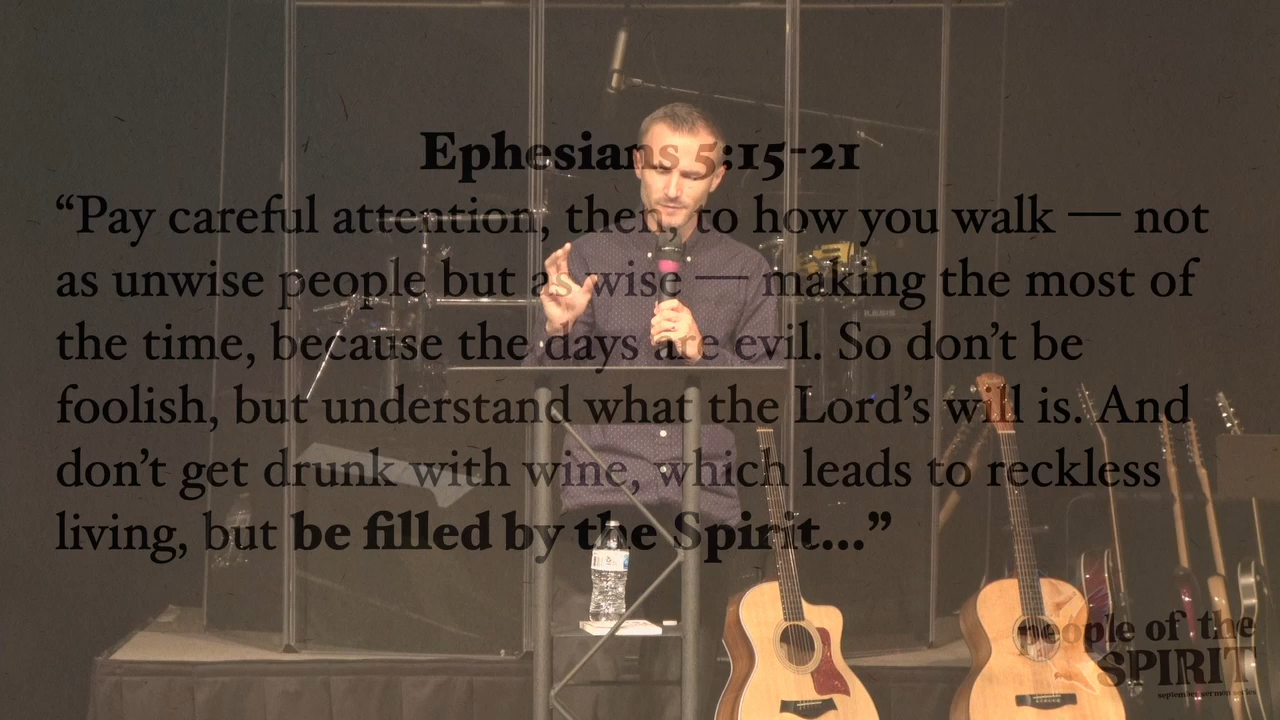 Ephesians 5:15-21
“Pay careful attention, then, to how you walk — not
as unwise people but as wise — making the most of
the time, because the days are evil. So don’t be
foolish, but understand what the Lord’s will is. And
don’t get drunk with wine, which leads to reckless
living, but be filled by the Spirit...”
people of the
SPIRIT
september sermon series